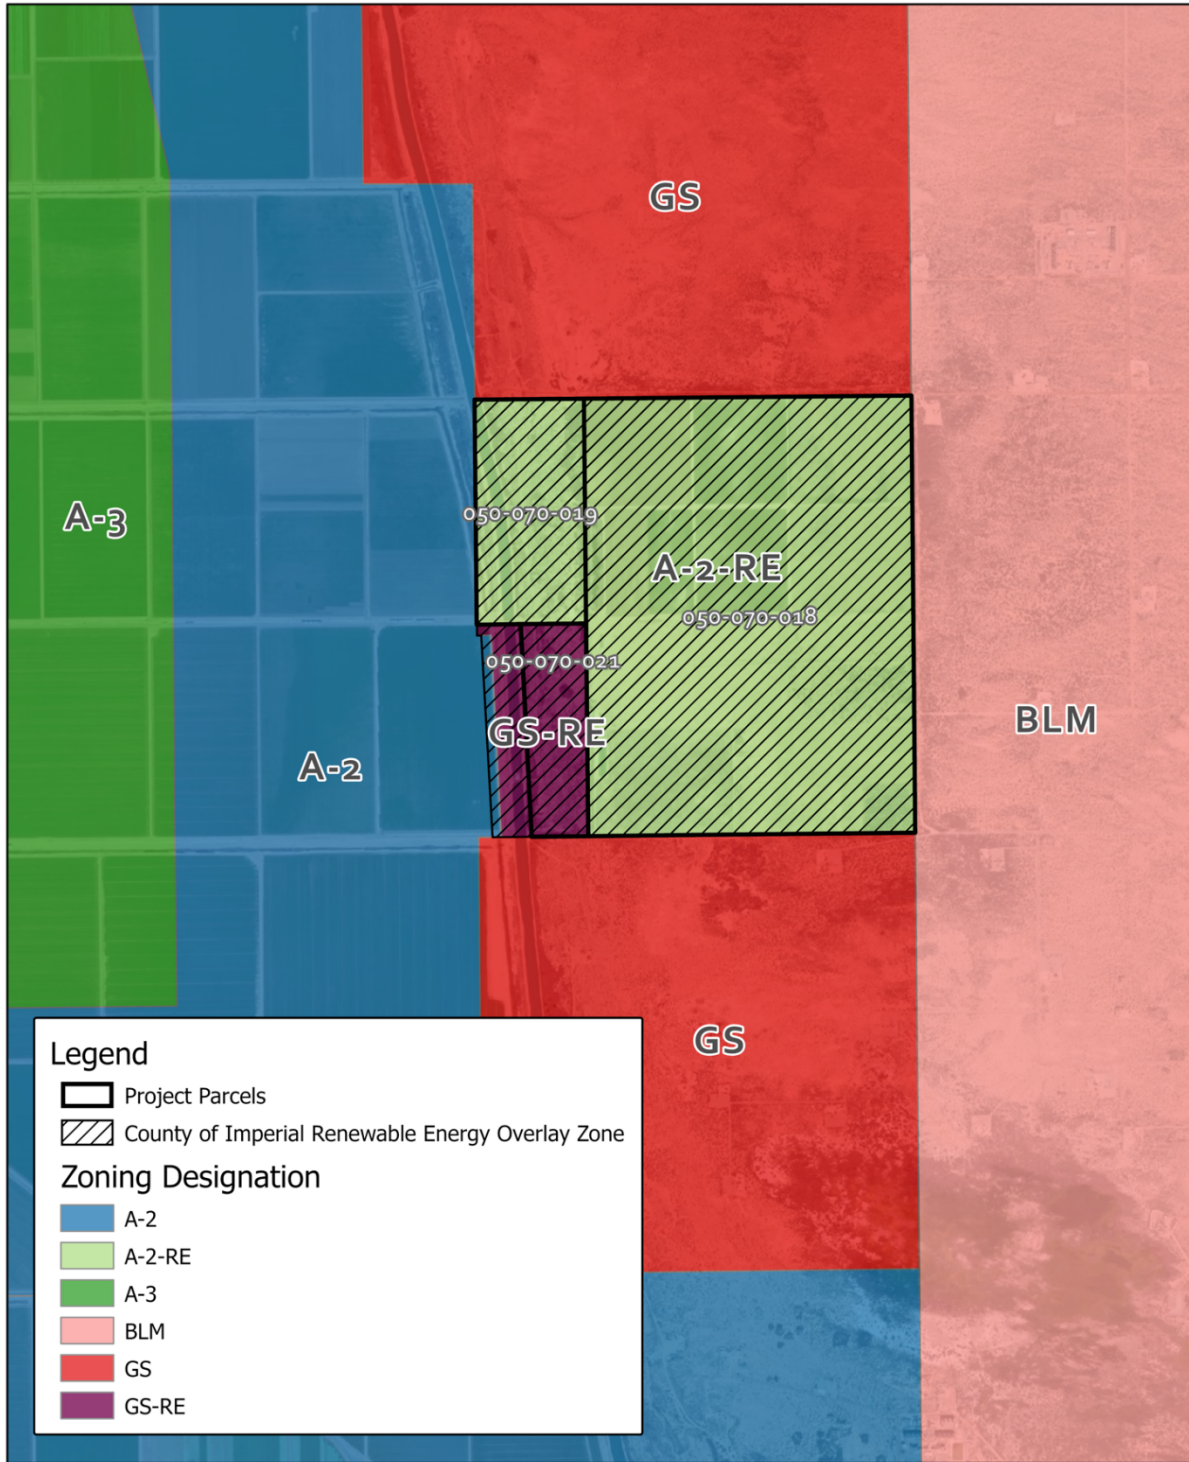 GS
A-3
050-070-019
A-2-RE
050-070-018
050-070-021
GS-RE
BLM
A-2
GS
Legend
Project Parcels
County of Imperial Renewable Energy Overlay Zone
Zoning Designation
A-2
A-2-RE
A-3
BLM
GS
GS-RE